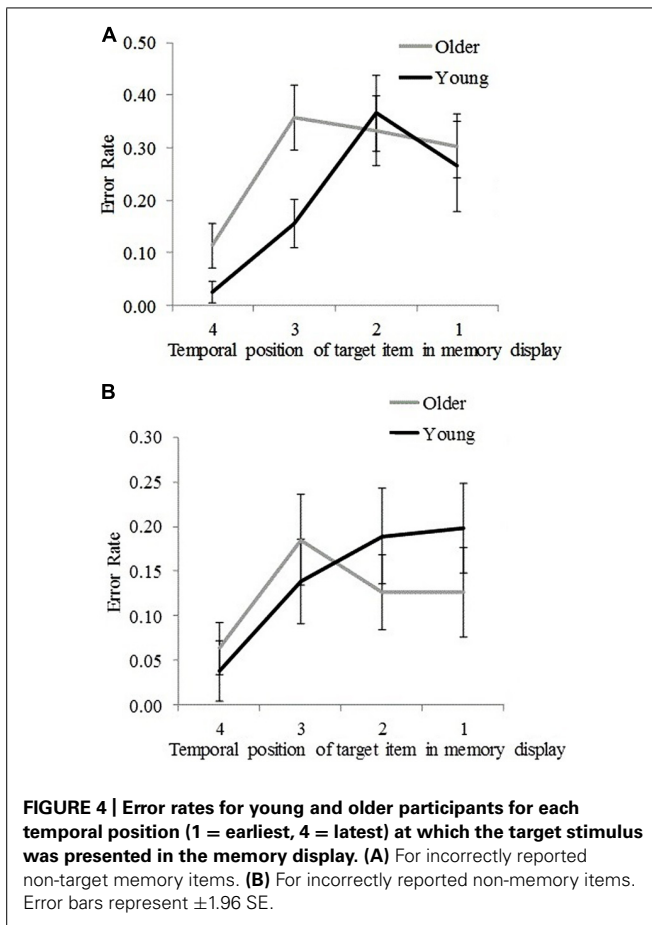 A
0.50
Older
Young
0.40
0.30
0.20
0.10
0.00
Error Rate
4 3 2 1
Temporal position of target item in memory display
B
Older
Young
0.30
0.25
0.20
0.15
0.10
0.05
0.00
Error Rate
4 3 2 1
Temporal position of target item in memory display
FIGURE 4 | Error rates for young and older participants for each
temporal position (1 = earliest, 4 = latest) at which the target stimulus
was presented in the memory display. (A) For incorrectly reported
non-target memory items. (B) For incorrectly reported non-memory items.
Error bars represent ±1.96 SE.